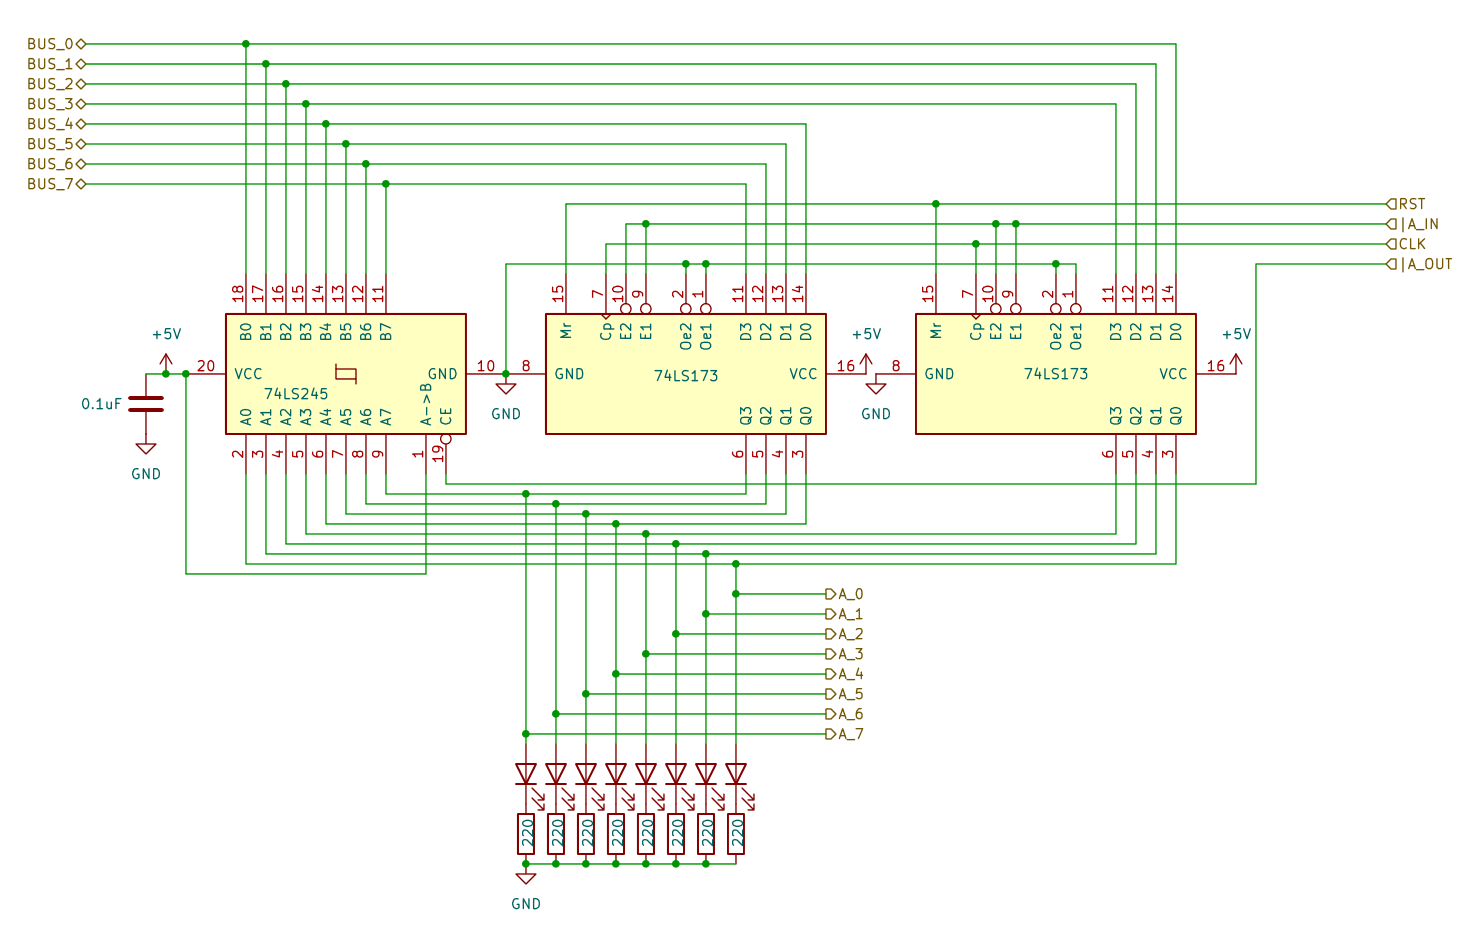 BUS_0
BUS_1
BUS_2
BUS_3
BUS_4
BUS_5
BUS_6
BUS_7
RST
|A_IN
CLK
|A_OUT
18 17 16 15 14 13 12 11
15 7 10 9 2 1 11 12 13 14
15 7 10 9 2 1 11 12 13 14
B0 B1 B2 B3 B4 B5 B6 B7
Mr Cp E2 E1 Oe2 Oe1 D3 D2 D1 D0
Mr Cp E2 E1 Oe2 Oe1 D3 D2 D1 D0
+5V
+5V
+5V
20 VCC
GND 10
8 GND
VCC 16
8 GND
VCC 16
74LS245
74LS173
74LS173
0.1uF
GND
GND
GND
A0 A1 A2 A3 A4 A5 A6 A7 A->B CE
Q3 Q2 Q1 Q0
Q3 Q2 Q1 Q0
2 3 4 5 6 7 8 9 1 19
6 5 4 3
6 5 4 3
A_0
A_1
A_2
A_3
A_4
A_5
A_6
A_7
220 220 220 220 220 220 220 220
GND